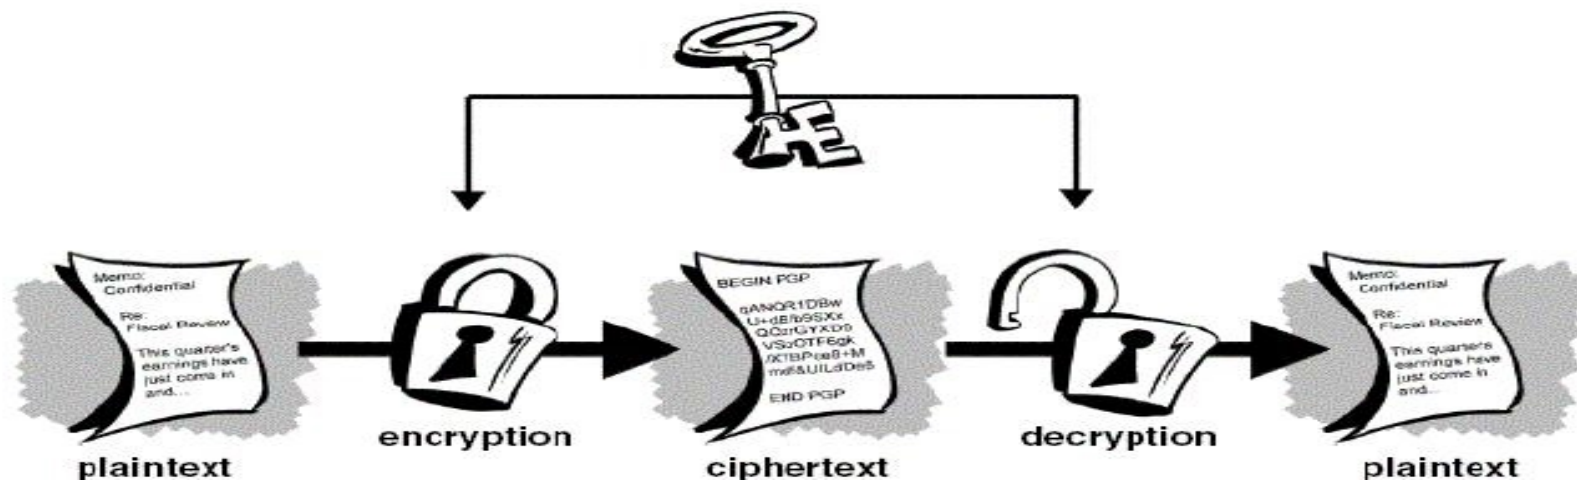 Memo:
Confidential
Re:
Fiscal Review
This quarter's
earnings have
just come in
and...
plaintext
encryption
BEGIN PGP
END PGP
ciphertext
decryption
Memo:
Confidential
Re:
Fiscal Review
This quarter's
earnings have
just come in
and...
plaintext